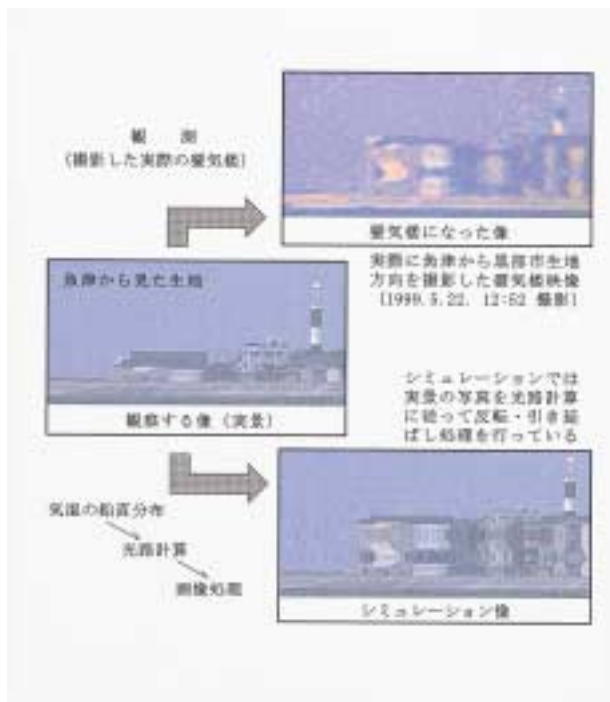 観　測
(撮影した実際の蜃気楼)
蜃気楼になった像
実際に魚津から黒部市生地
方向を撮影した蜃気楼映像
(1999.5.22. 12:52 撮影)
魚津から見た生地
観察する像(実景)
シミュレーションでは
実景の写真を光路計算
に従って反転・引き延
ばし処理を行っている
気温の鉛直分布
光路計算
画像処理
シミュレーション像